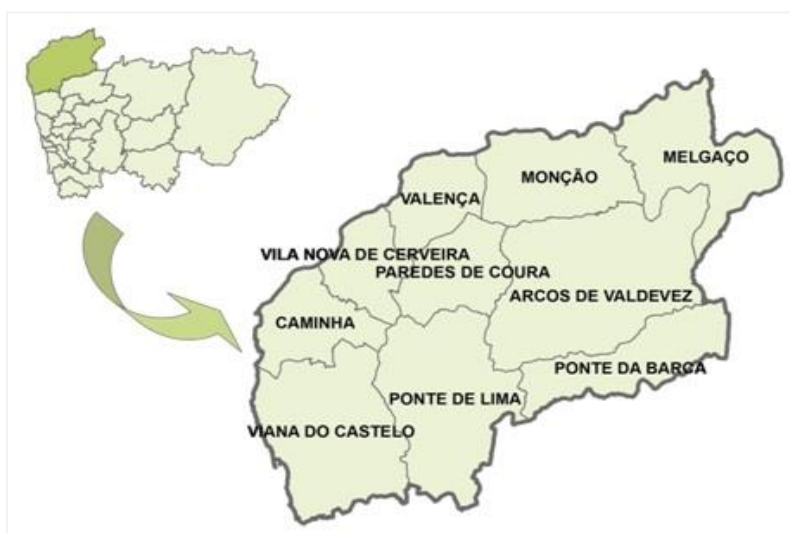 MELGAÇO
MONÇÃO
VALENÇA
VILA NOVA DE CERVEIRA
PAREDES DE COURA
ARCOS DE VALDEVEZ
CAMINHA
PONTE DA BARCA
PONTE DE LIMA
VIANA DO CASTELO